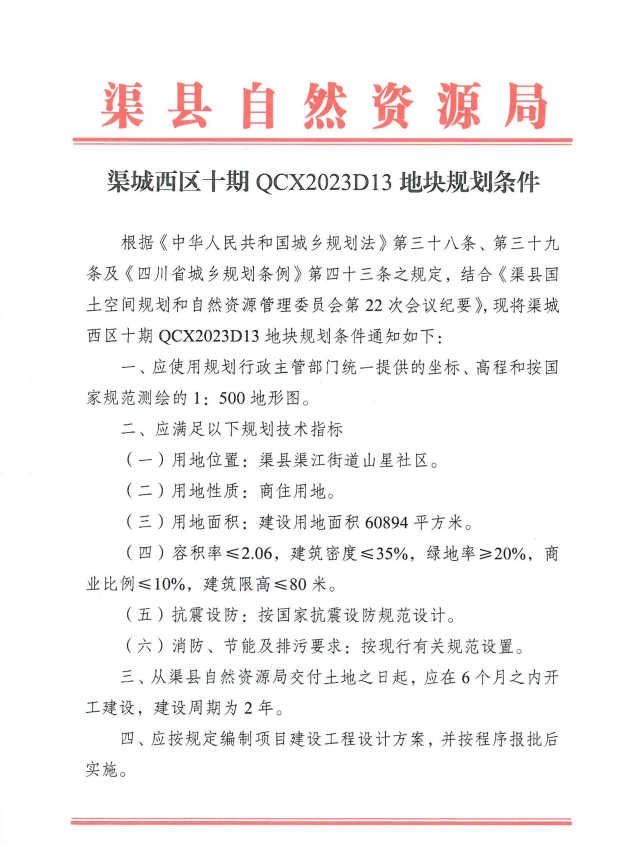 渠县自然资源局
渠城西区十期 QCX2023D13 地块规划条件
根据《中华人民共和国城乡规划法》第三十八条、第三十九
条及《四川省城乡规划条例》第四十三条之规定，结合《渠县国
土空间规划和自然资源管理委员会第 22 次会议纪要》，现将渠城
西区十期 QCX2023D13 地块规划条件通知如下：
一、应使用规划行政主管部门统一提供的坐标、高程和按国
家规范测绘的 1：500 地形图。
二、应满足以下规划技术指标
（一）用地位置：渠县渠江街道山星社区。
（二）用地性质：商住用地。
（三）用地面积：建设用地面积 60894 平方米。
（四）容积率≤2.06，建筑密度≤35%，绿地率≥20%，商
业比例≤10%，建筑限高≤80 米。
（五）抗震设防：按国家抗震设防规范设计。
（六）消防、节能及排污要求：按现行有关规范设置。
三、从渠县自然资源局交付土地之日起，应在 6 个月之内开
工建设，建设周期为 2 年。
四、应按规定编制项目建设工程设计方案，并按程序报批后
实施。